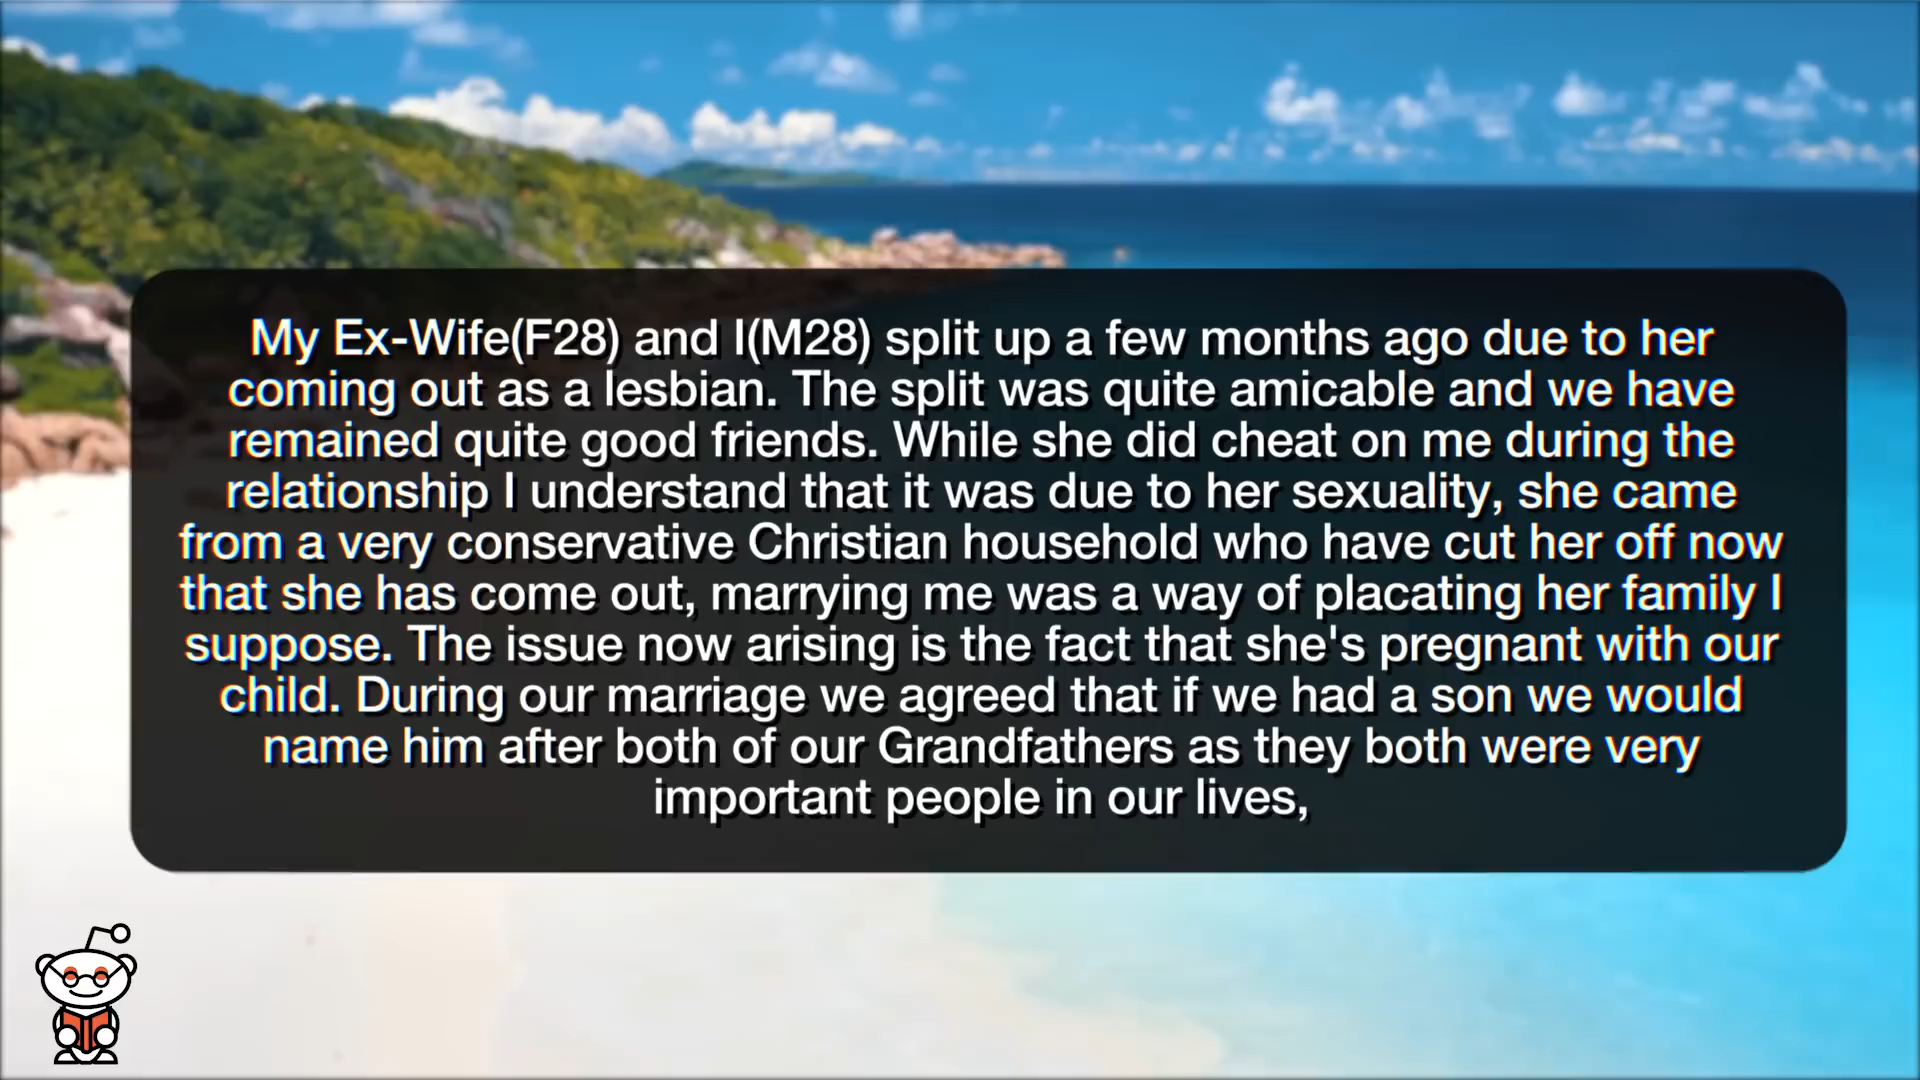 My Ex-Wife(F28) and I(M28) split up a few months ago due to her
coming out as a lesbian. The split was quite amicable and we have
remained quite good friends. While she did cheat on me during the
relationship I understand that it was due to her sexuality, she came
from a very conservative Christian household who have cut her off now
that she has come out, marrying me was a way of placating her family I
suppose. The issue now arising is the fact that she's pregnant with our
child. During our marriage we agreed that if we had a son we would
name him after both of our Grandfathers as they both were very
important people in our lives,